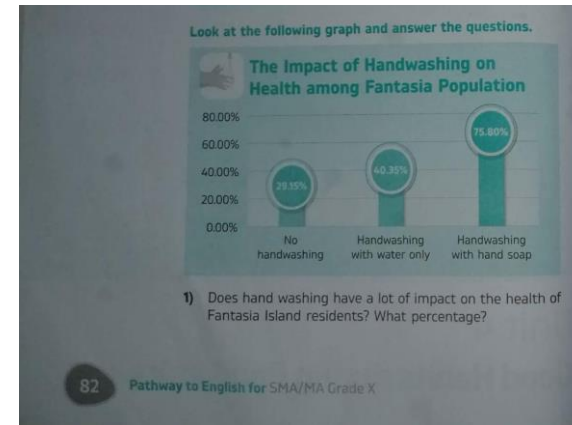 Look at the following graph and answer the questions.
The Impact of Handwashing on
Health among Fantasia Population
80.00%
60.00%
40.00%
20.00%
0.00%
75.80%
40.35%
29.35%
No
handwashing
Handwashing
with water only
Handwashing
with hand soap
1) Does hand washing have a lot of impact on the health of
Fantasia Island residents? What percentage?
82
Pathway to English for SMA/MA Grade X